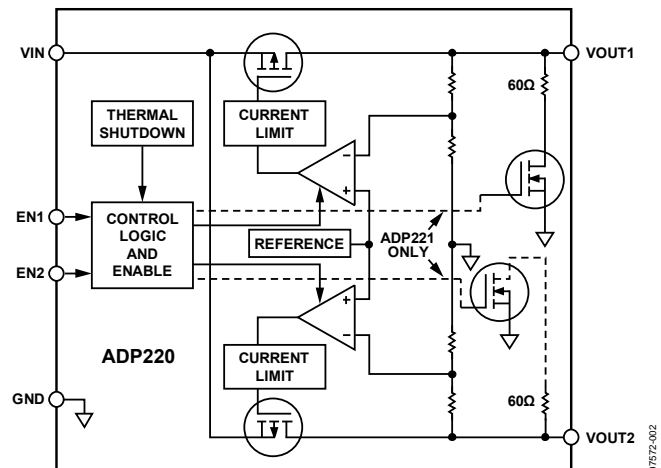 VIN
VOUT1
60Ω
THERMAL
SHUTDOWN
CURRENT
LIMIT
–
+
EN1
EN2
CONTROL
LOGIC
AND
ENABLE
REFERENCE
ADP221
ONLY
+
–
ADP220
CURRENT
LIMIT
GND
60Ω
VOUT2
07572-002